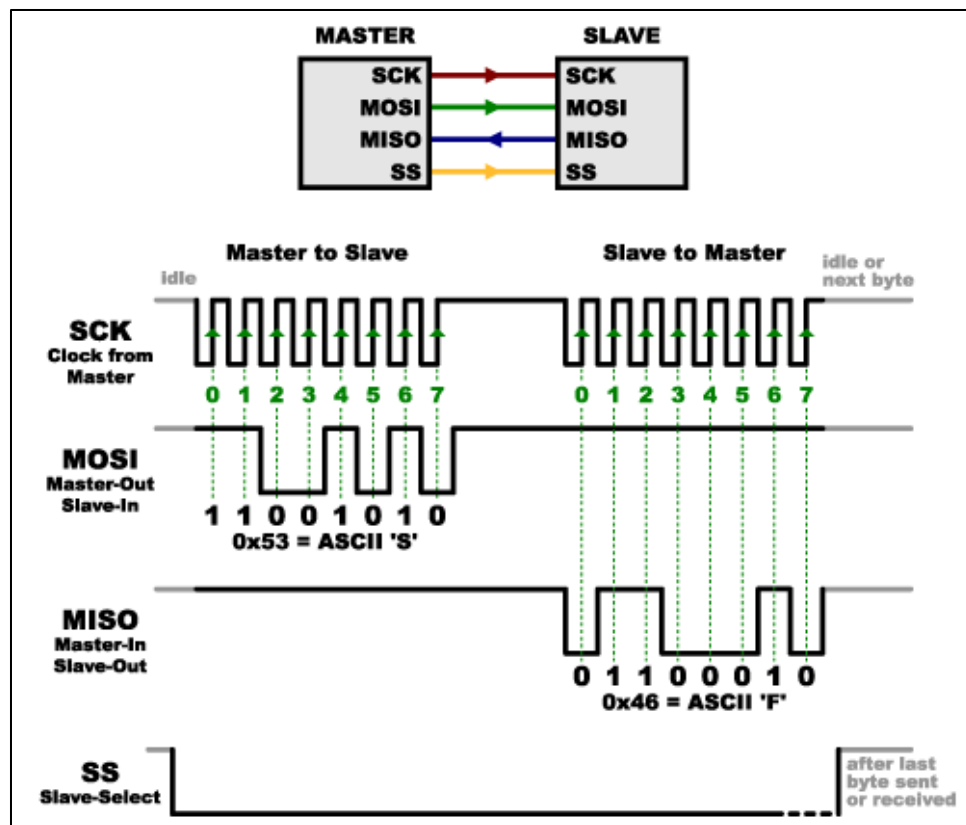 MASTER SLAVE
SCK SCK
MOSI MOSI
MISO MISO
SS SS
Master to Slave Slave to Master
idle
idle or
next byte
SCK
Clock from
Master
0 1 2 3 4 5 6 7 0 1 2 3 4 5 6 7
MOSI
Master-Out
Slave-In
1 1 0 0 1 0 1 0
0x53 = ASCII 'S'
MISO
Master-In
Slave-Out
0 1 1 0 0 0 1 0
0x46 = ASCII 'F'
SS
Slave-Select
after last
byte sent
or received